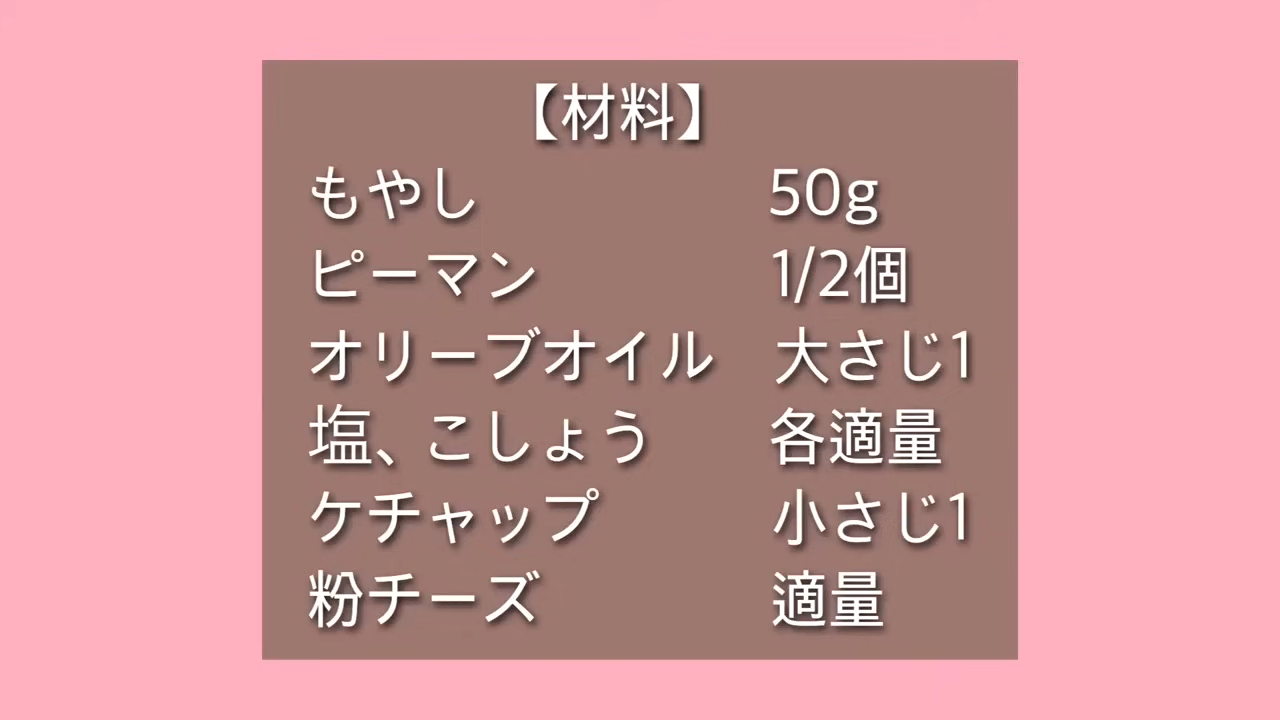 【材料】
もやし 50g
ピーマン 1/2個
オリーブオイル 大さじ1
塩、こしょう 各適量
ケチャップ 小さじ1
粉チーズ 適量